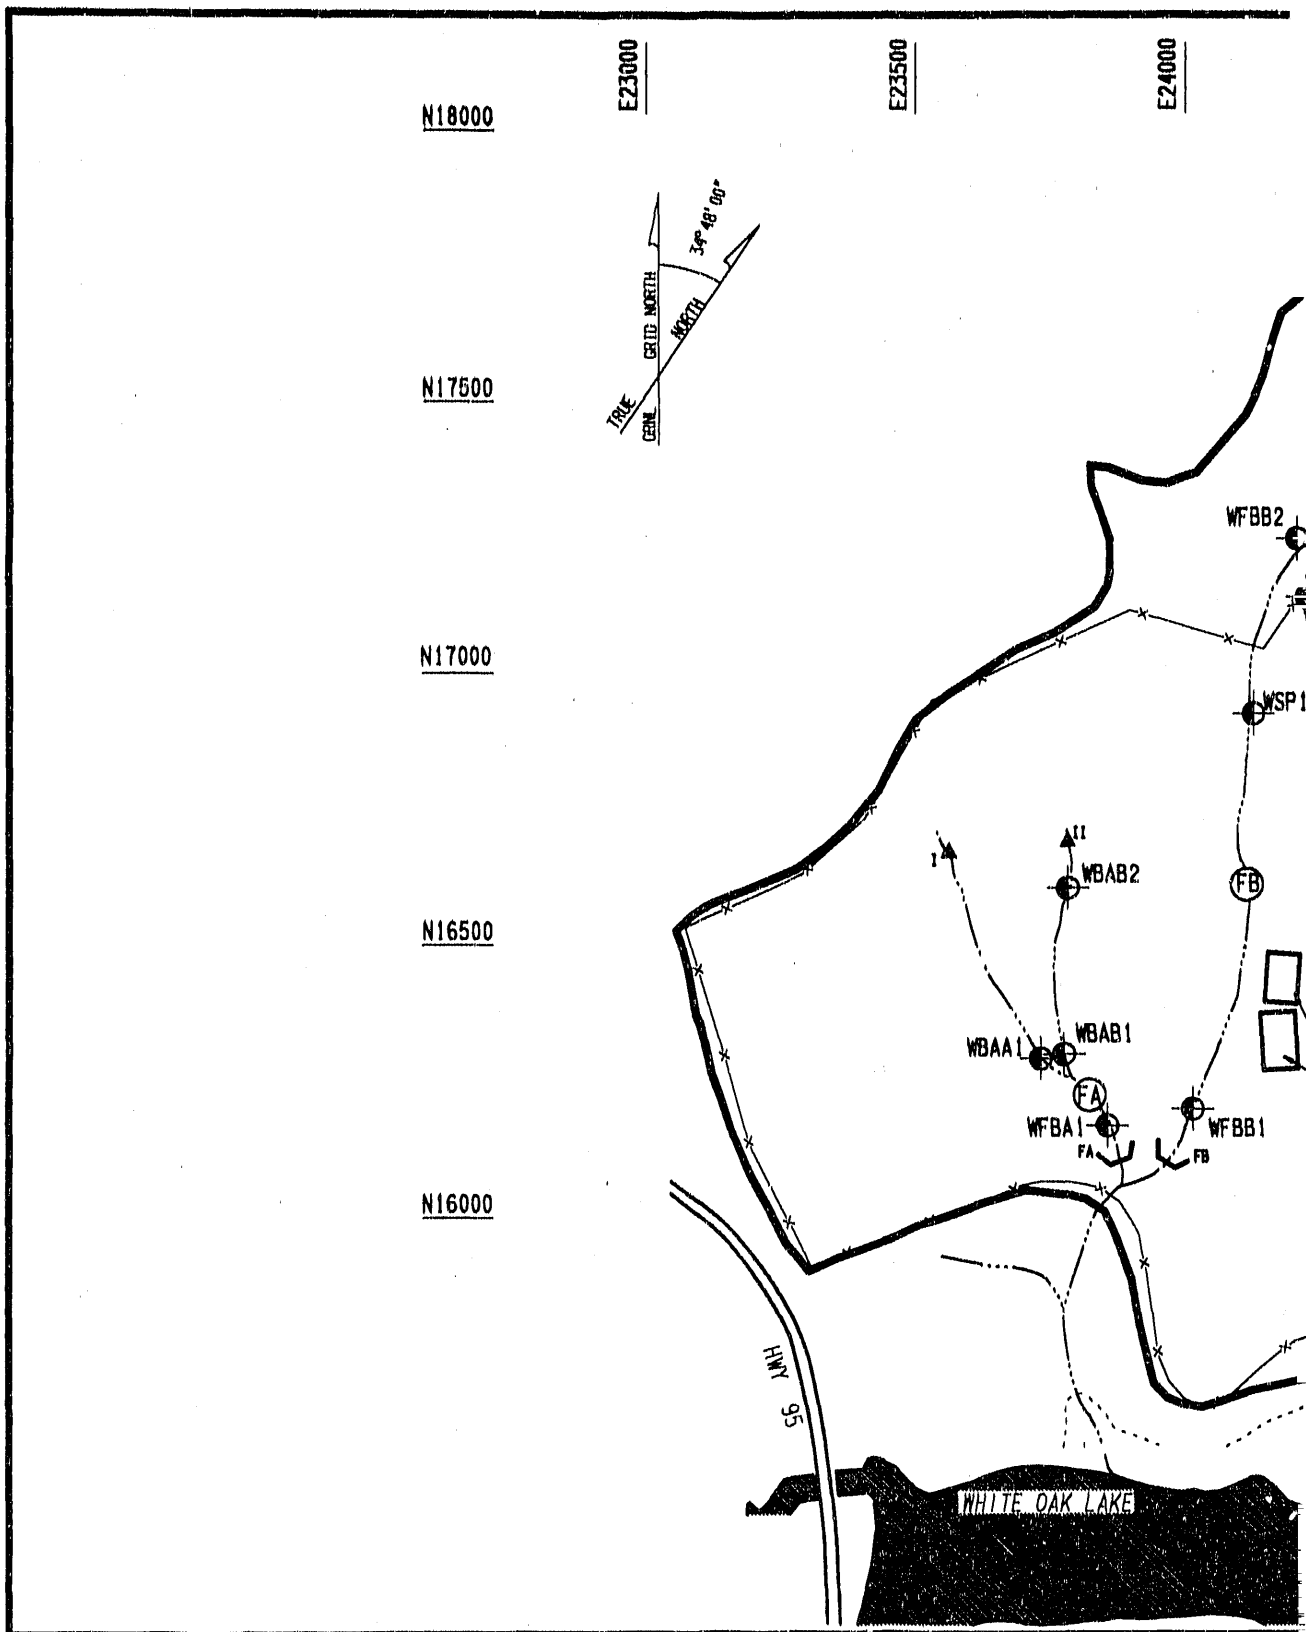 E23000
E23500
E24000
N18000
34° 48' 00"
GRID NORTH
NORTH
TRUE
N17500
WFBB2
N17000
WSP1
I
II
WBAB2
FB
N16500
WBAA1
WBAB1
FA
WFBA1
WFBB1
FA
FB
N16000
HWY 95
WHITE OAK LAKE